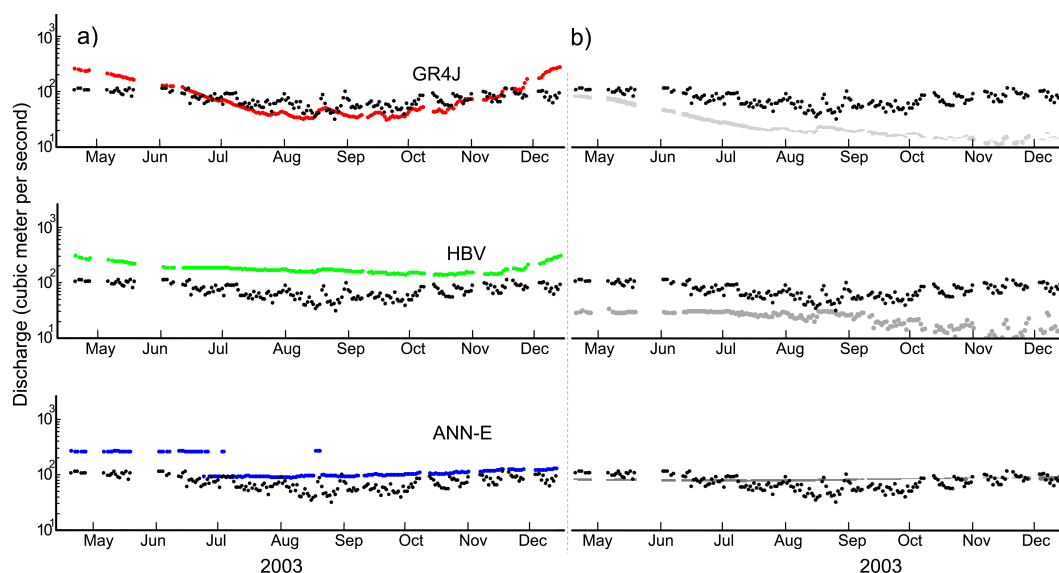 a)
b)
Discharge (cubic meter per second)
GR4J
10³
10²
10¹
May Jun Jul Aug Sep Oct Nov Dec
May Jun Jul Aug Sep Oct Nov Dec
HBV
10³
10²
10¹
May Jun Jul Aug Sep Oct Nov Dec
May Jun Jul Aug Sep Oct Nov Dec
ANN-E
10³
10²
10¹
May Jun Jul Aug Sep Oct Nov Dec
May Jun Jul Aug Sep Oct Nov Dec
2003
2003